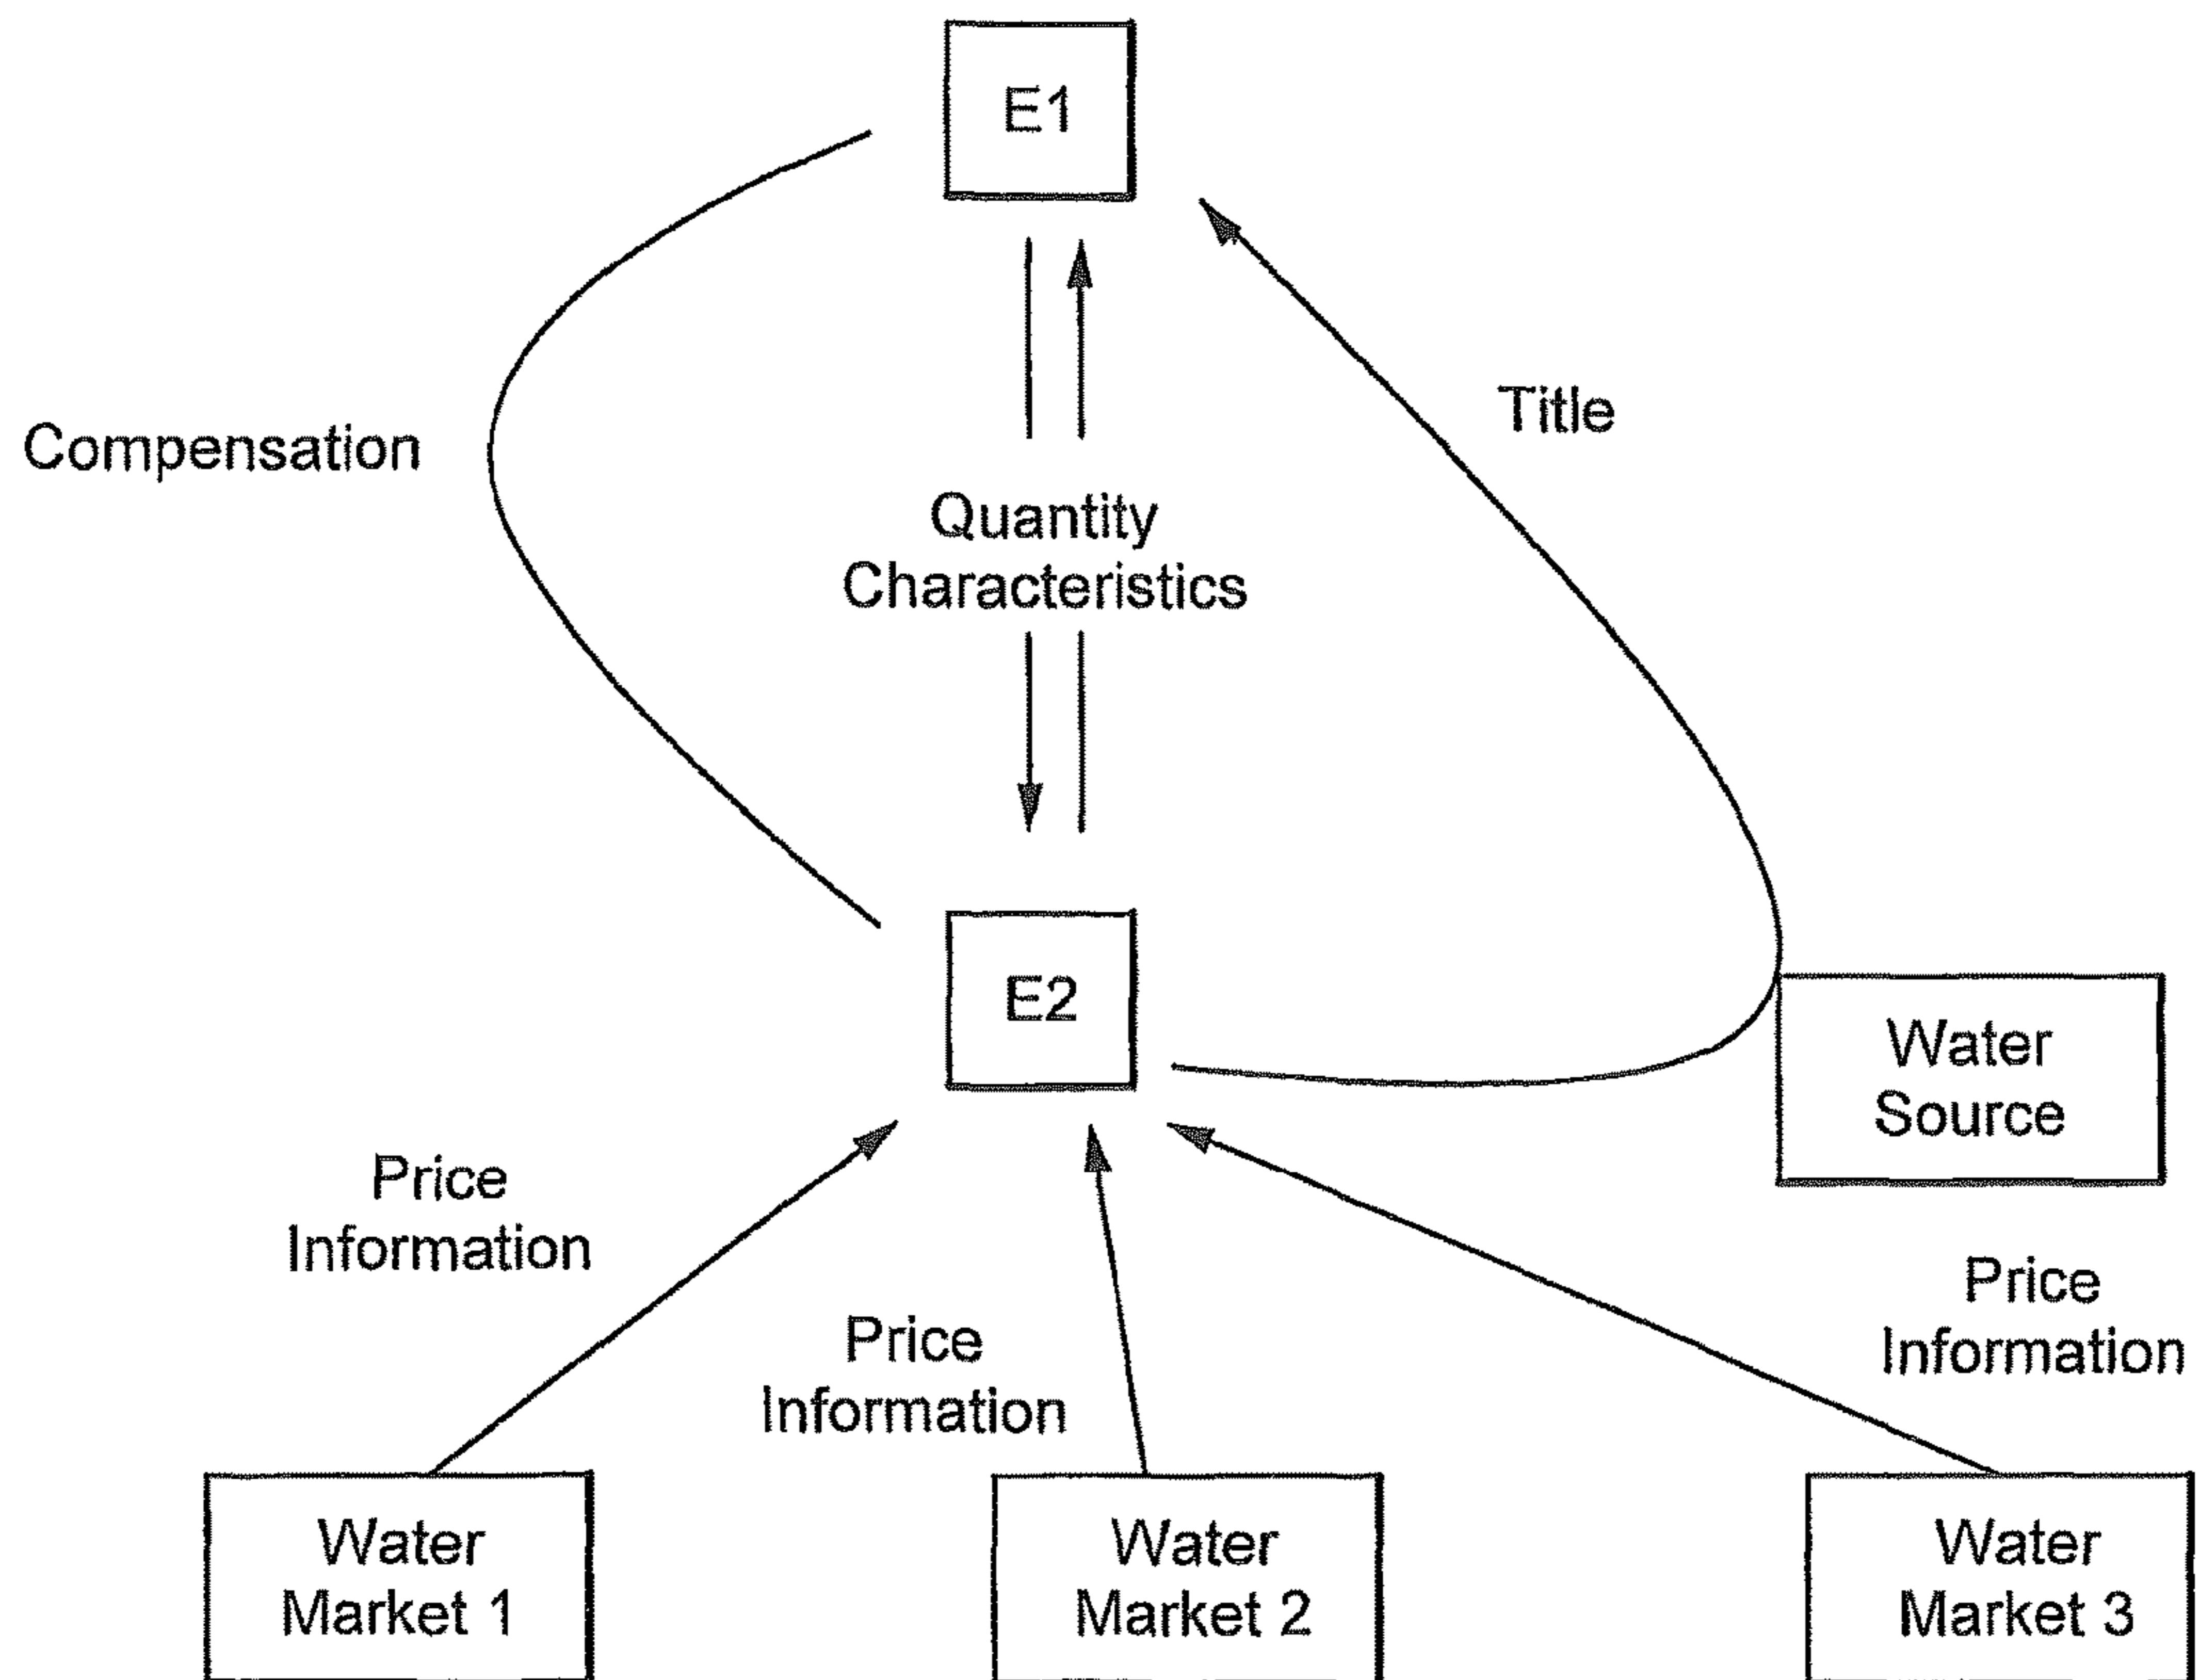 E1
Title
Compensation
Quantity
Characteristics
E2
Water
Source
Price
Information
Price
Information
Price
Information
Water
Market 1
Water
Market 2
Water
Market 3